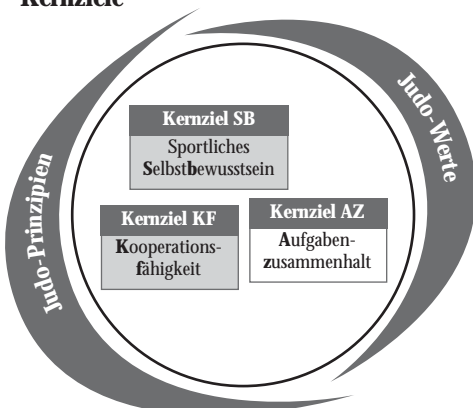 Kernziele
Judo-Werte
Judo-Prinzipien
Kernziel SB
Sportliches
Selbstbewusstsein
Kernziel KF
Kooperations-
fähigkeit
Kernziel AZ
Aufgaben-
zusammenhalt